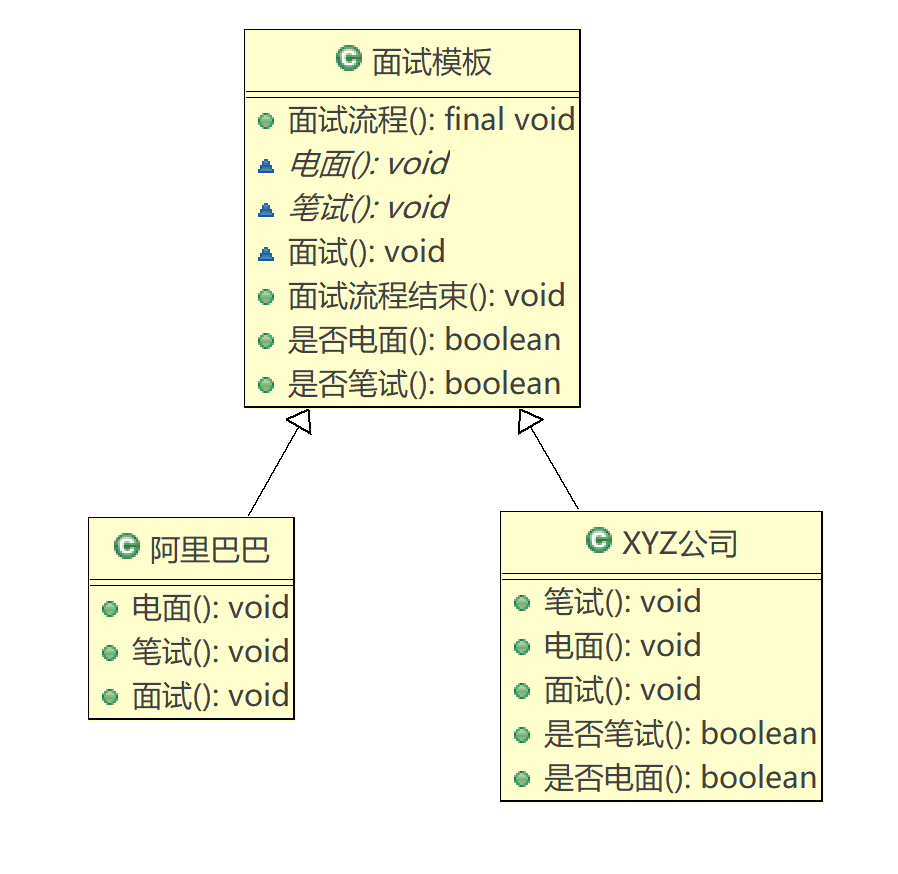 面试模板
面试流程(): final void
电面(): void
笔试(): void
面试(): void
面试流程结束(): void
是否电面(): boolean
是否笔试(): boolean
阿里巴巴
电面(): void
笔试(): void
面试(): void
XYZ公司
笔试(): void
电面(): void
面试(): void
是否笔试(): boolean
是否电面(): boolean